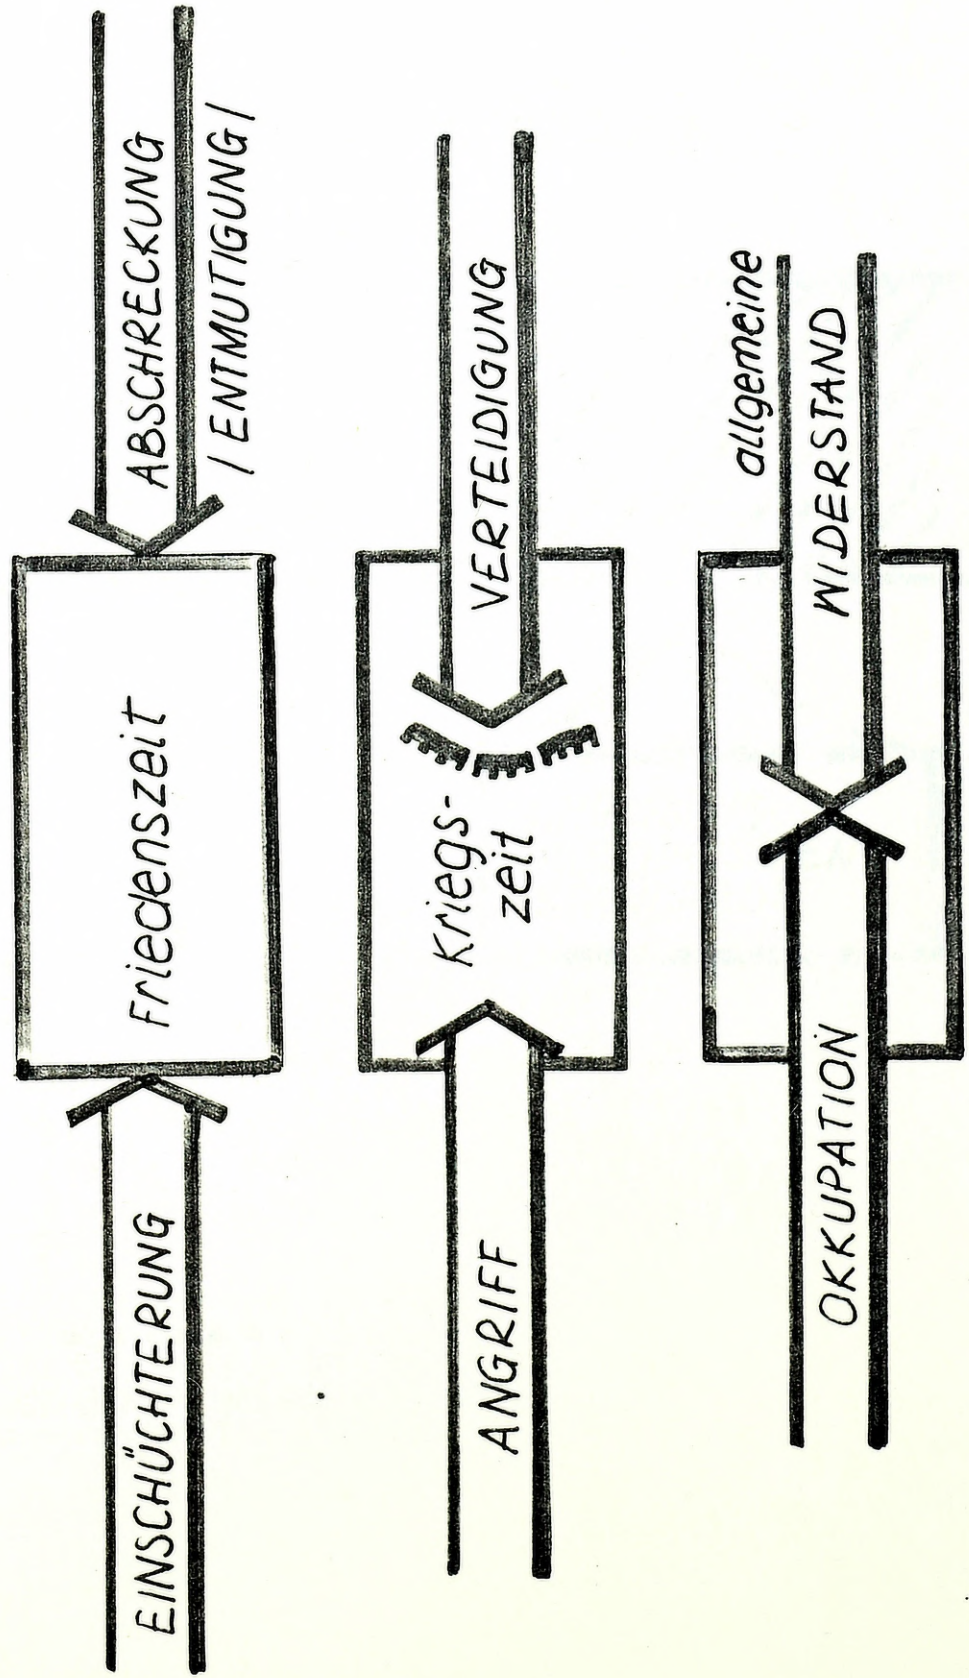 EINSCHÜCHTERUNG
Friedenszeit
ABSCHRECKUNG
/ENTMUTIGUNG/
ANGRIFF
Kriegs-
zeit
VERTEIDIGUNG
OKKUPATION
allgemeine
WIDERSTAND